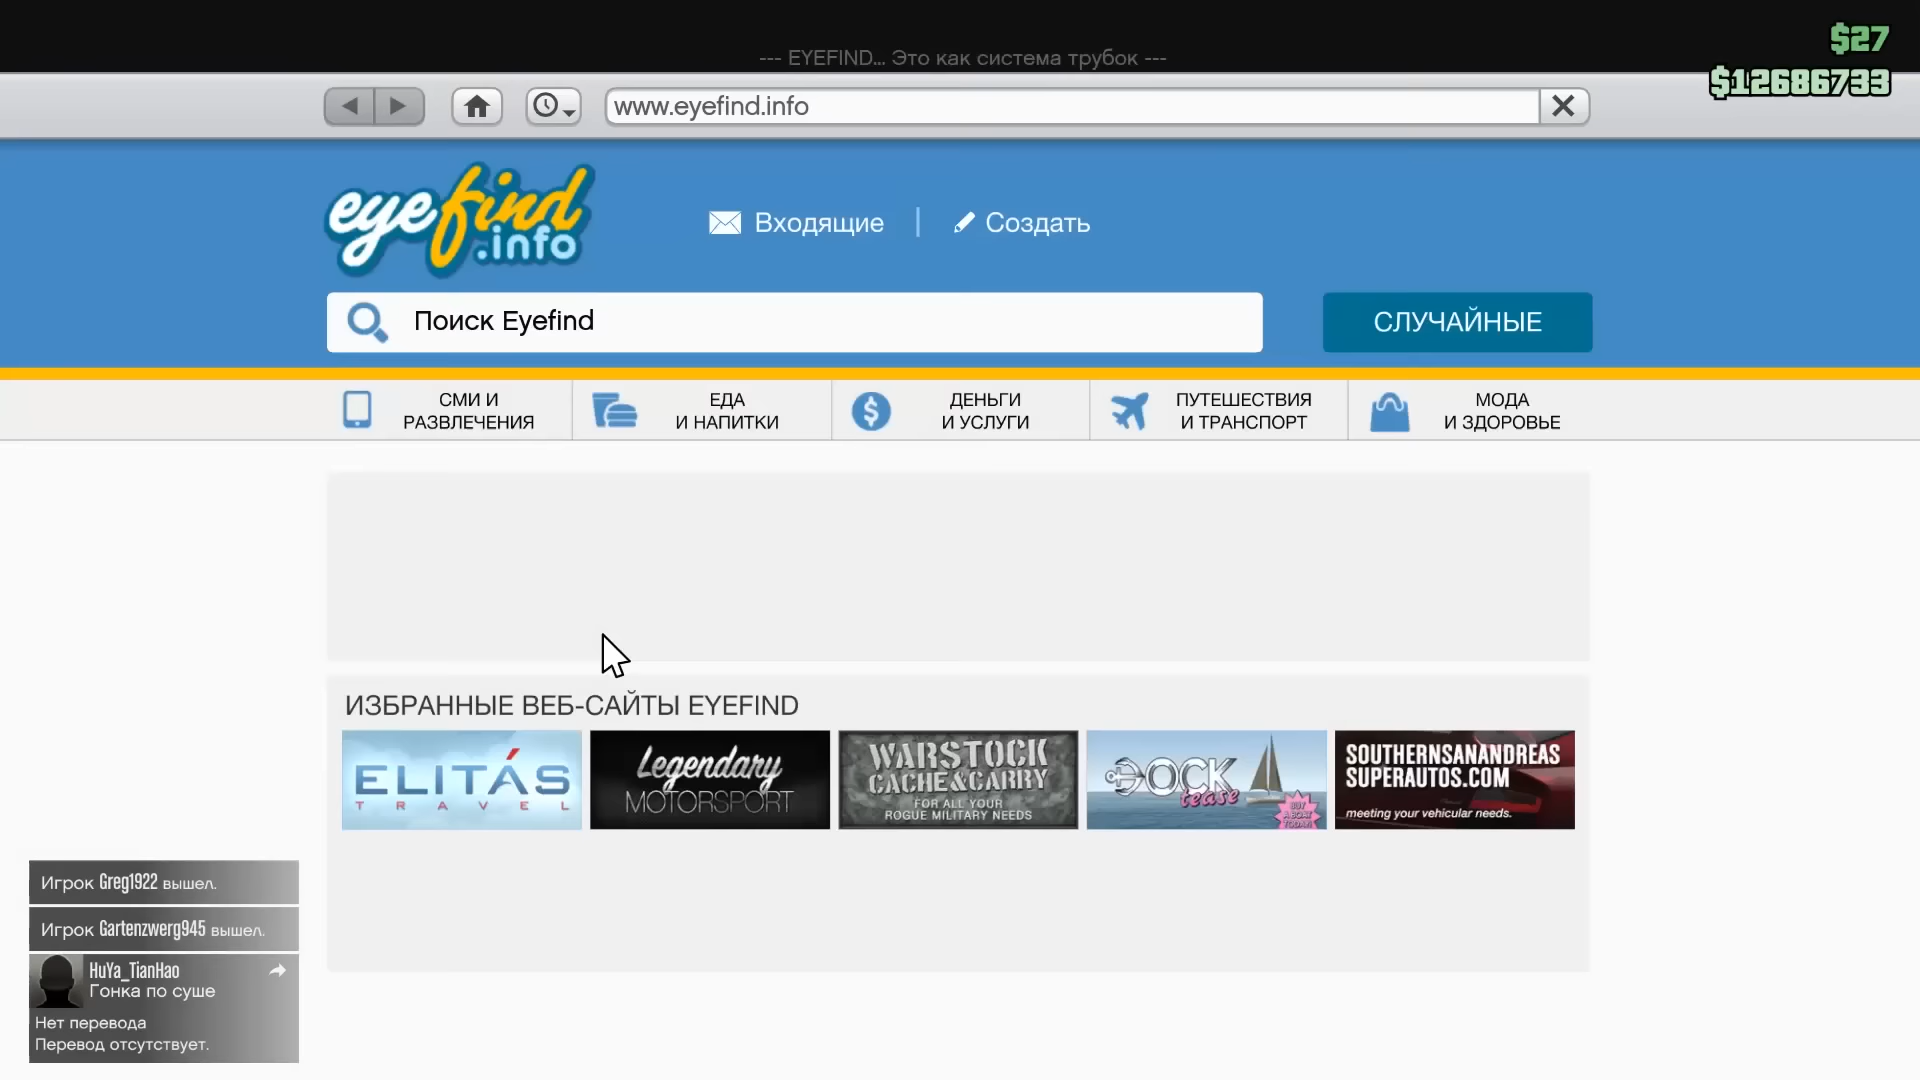 $27
--- EYEFIND... Это как система трубок ---
$12686733
www.eyefind.info
eyefind.info
Входящие
Создать
Поиск Eyefind
СЛУЧАЙНЫЕ
СМИ И
РАЗВЛЕЧЕНИЯ
ЕДА
И НАПИТКИ
ДЕНЬГИ
И УСЛУГИ
ПУТЕШЕСТВИЯ
И ТРАНСПОРТ
МОДА
И ЗДОРОВЬЕ
ИЗБРАННЫЕ ВЕБ-САЙТЫ EYEFIND
ELITÁS
TRAVEL
Legendary
MOTORSPORT
WARSTOCK
CACHE&CARRY
FOR ALL YOUR
ROGUE MILITARY NEEDS
DOCK
tease
BUY
A BOAT
TODAY!
SOUTHERNSANANDREAS
SUPERAUTOS.COM
meeting your vehicular needs.
Игрок Greg1922 вышел.
Игрок Gartenzwerg945 вышел.
HuYa_TianHao
Гонка по суше
Нет перевода
Перевод отсутствует.